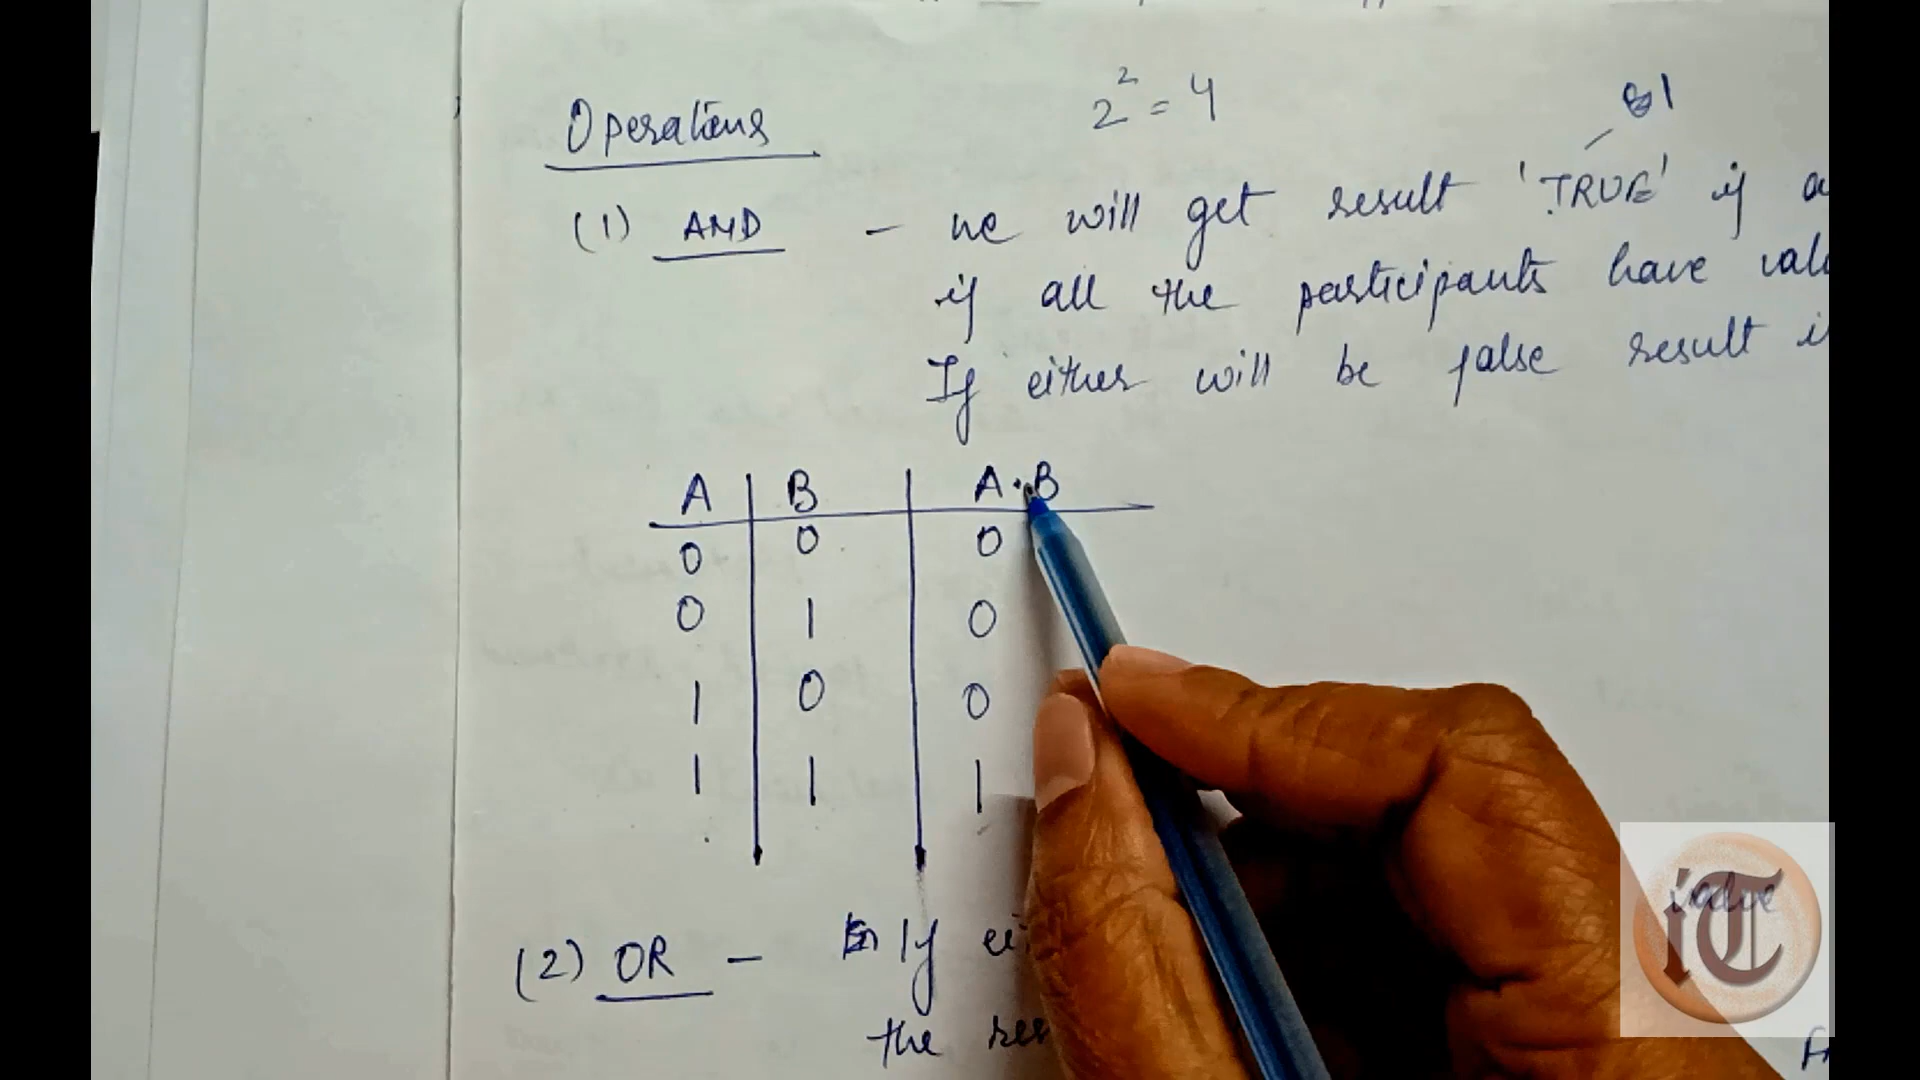 2² = 4
Operations
1
(1) AND - we will get result 'TRUE' if
if all the participants have
If either will be false result
A B A·B
0 0 0
0 1 0
1 0 0
1 1 1
(2) OR - If
the
iT